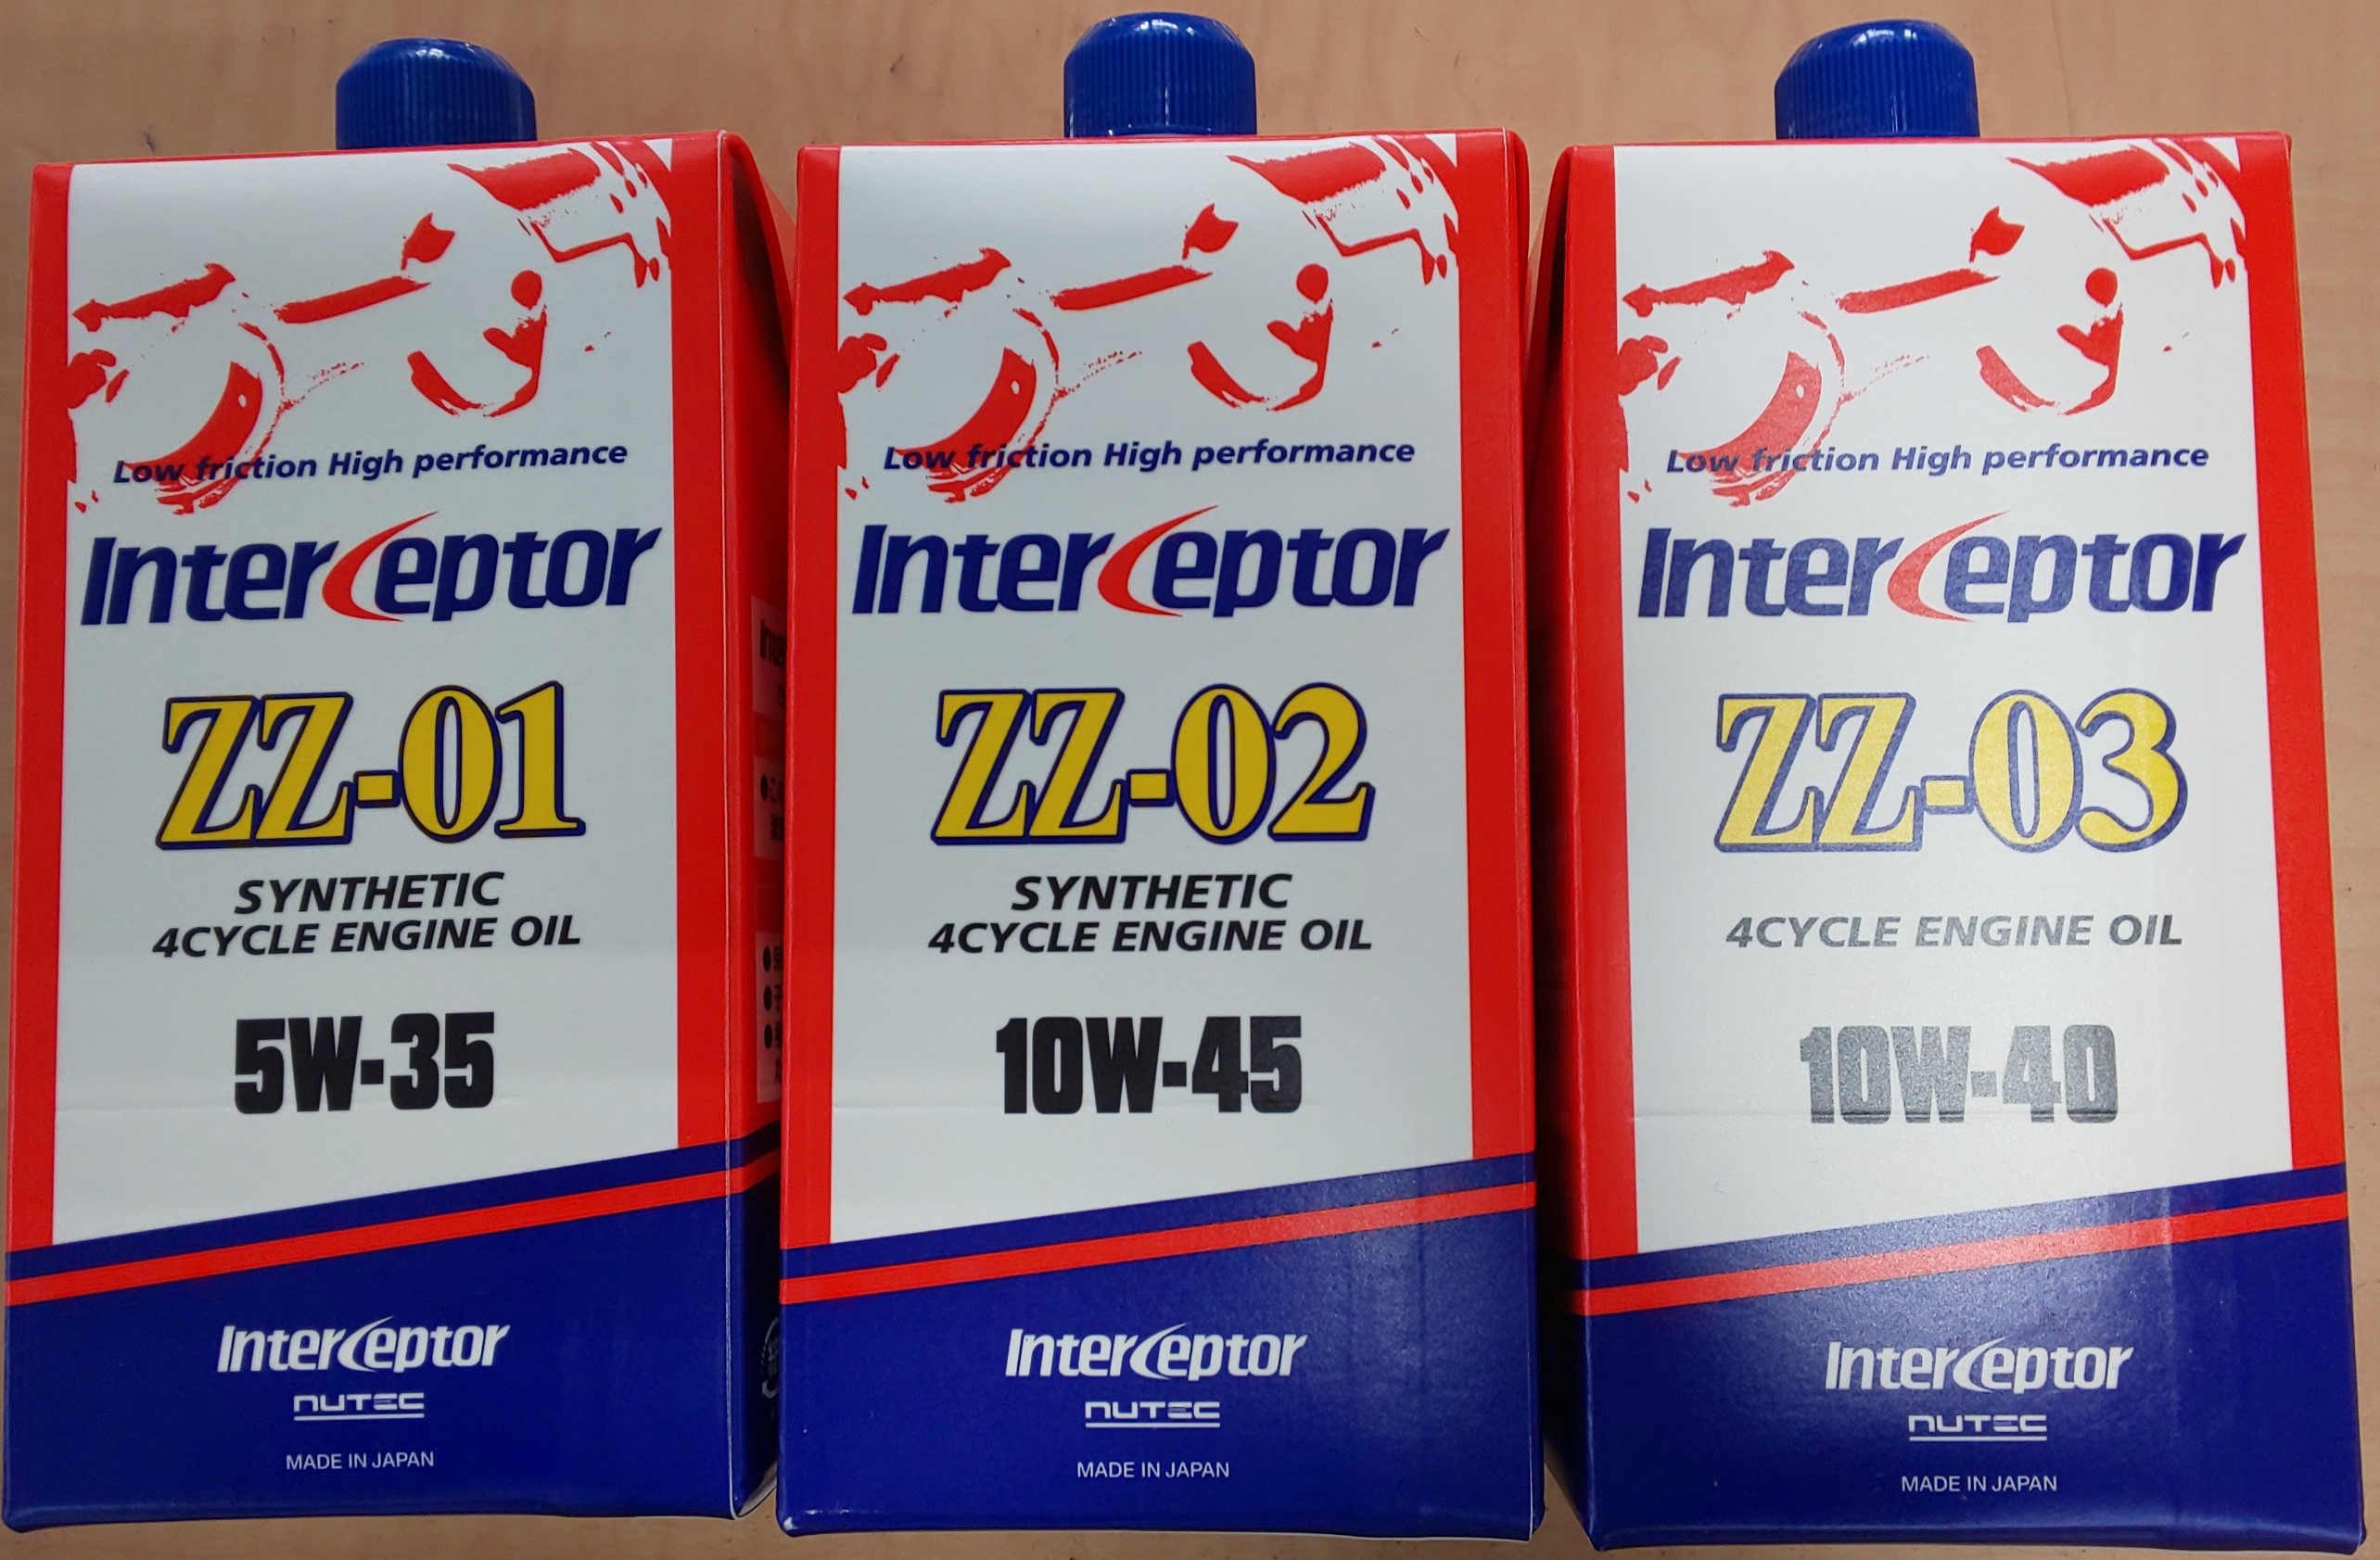 Low friction High performance
Interceptor
ZZ-01
SYNTHETIC
4CYCLE ENGINE OIL
5W-35
Interceptor
NUTEC
MADE IN JAPAN
Low friction High performance
Interceptor
ZZ-02
SYNTHETIC
4CYCLE ENGINE OIL
10W-45
Interceptor
NUTEC
MADE IN JAPAN
Low friction High performance
Interceptor
ZZ-03
4CYCLE ENGINE OIL
10W-40
Interceptor
NUTEC
MADE IN JAPAN